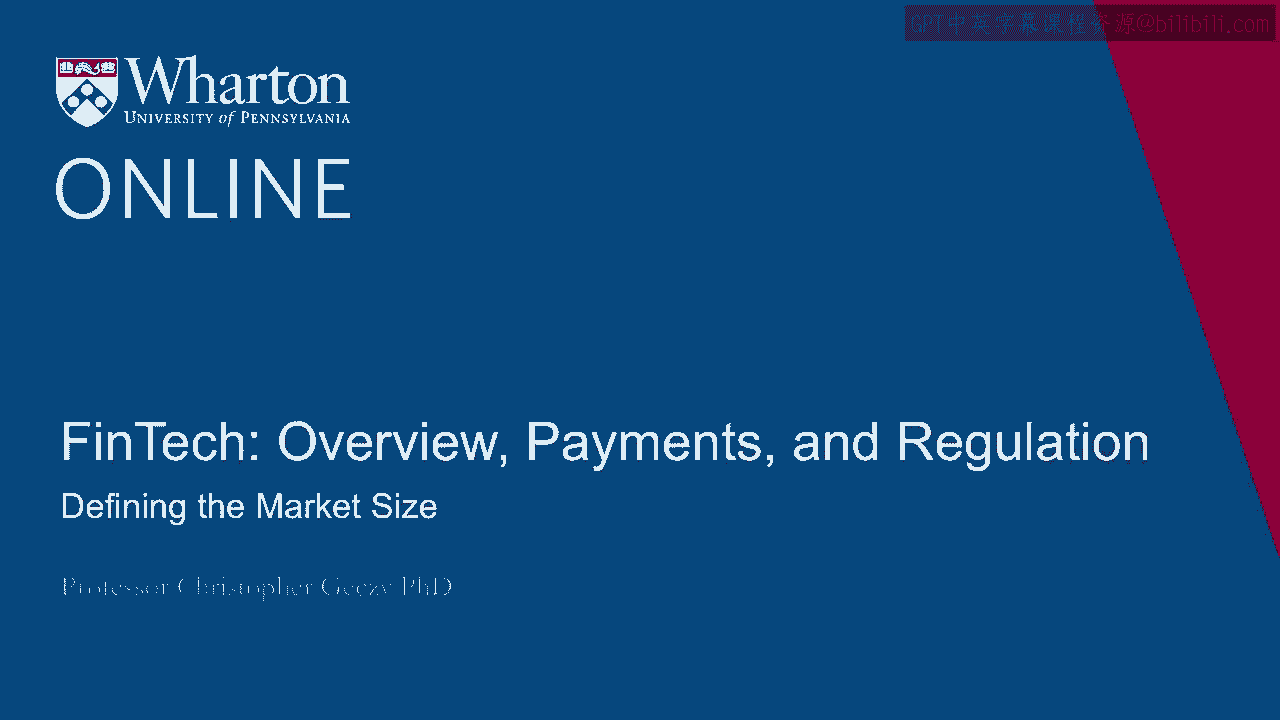 源@bilibili.com
Wharton
UNIVERSITY of PENNSYLVANIA
ONLINE
FinTech: Overview, Payments, and Regulation
Defining the Market Size
Professor Christopher Geczy PhD